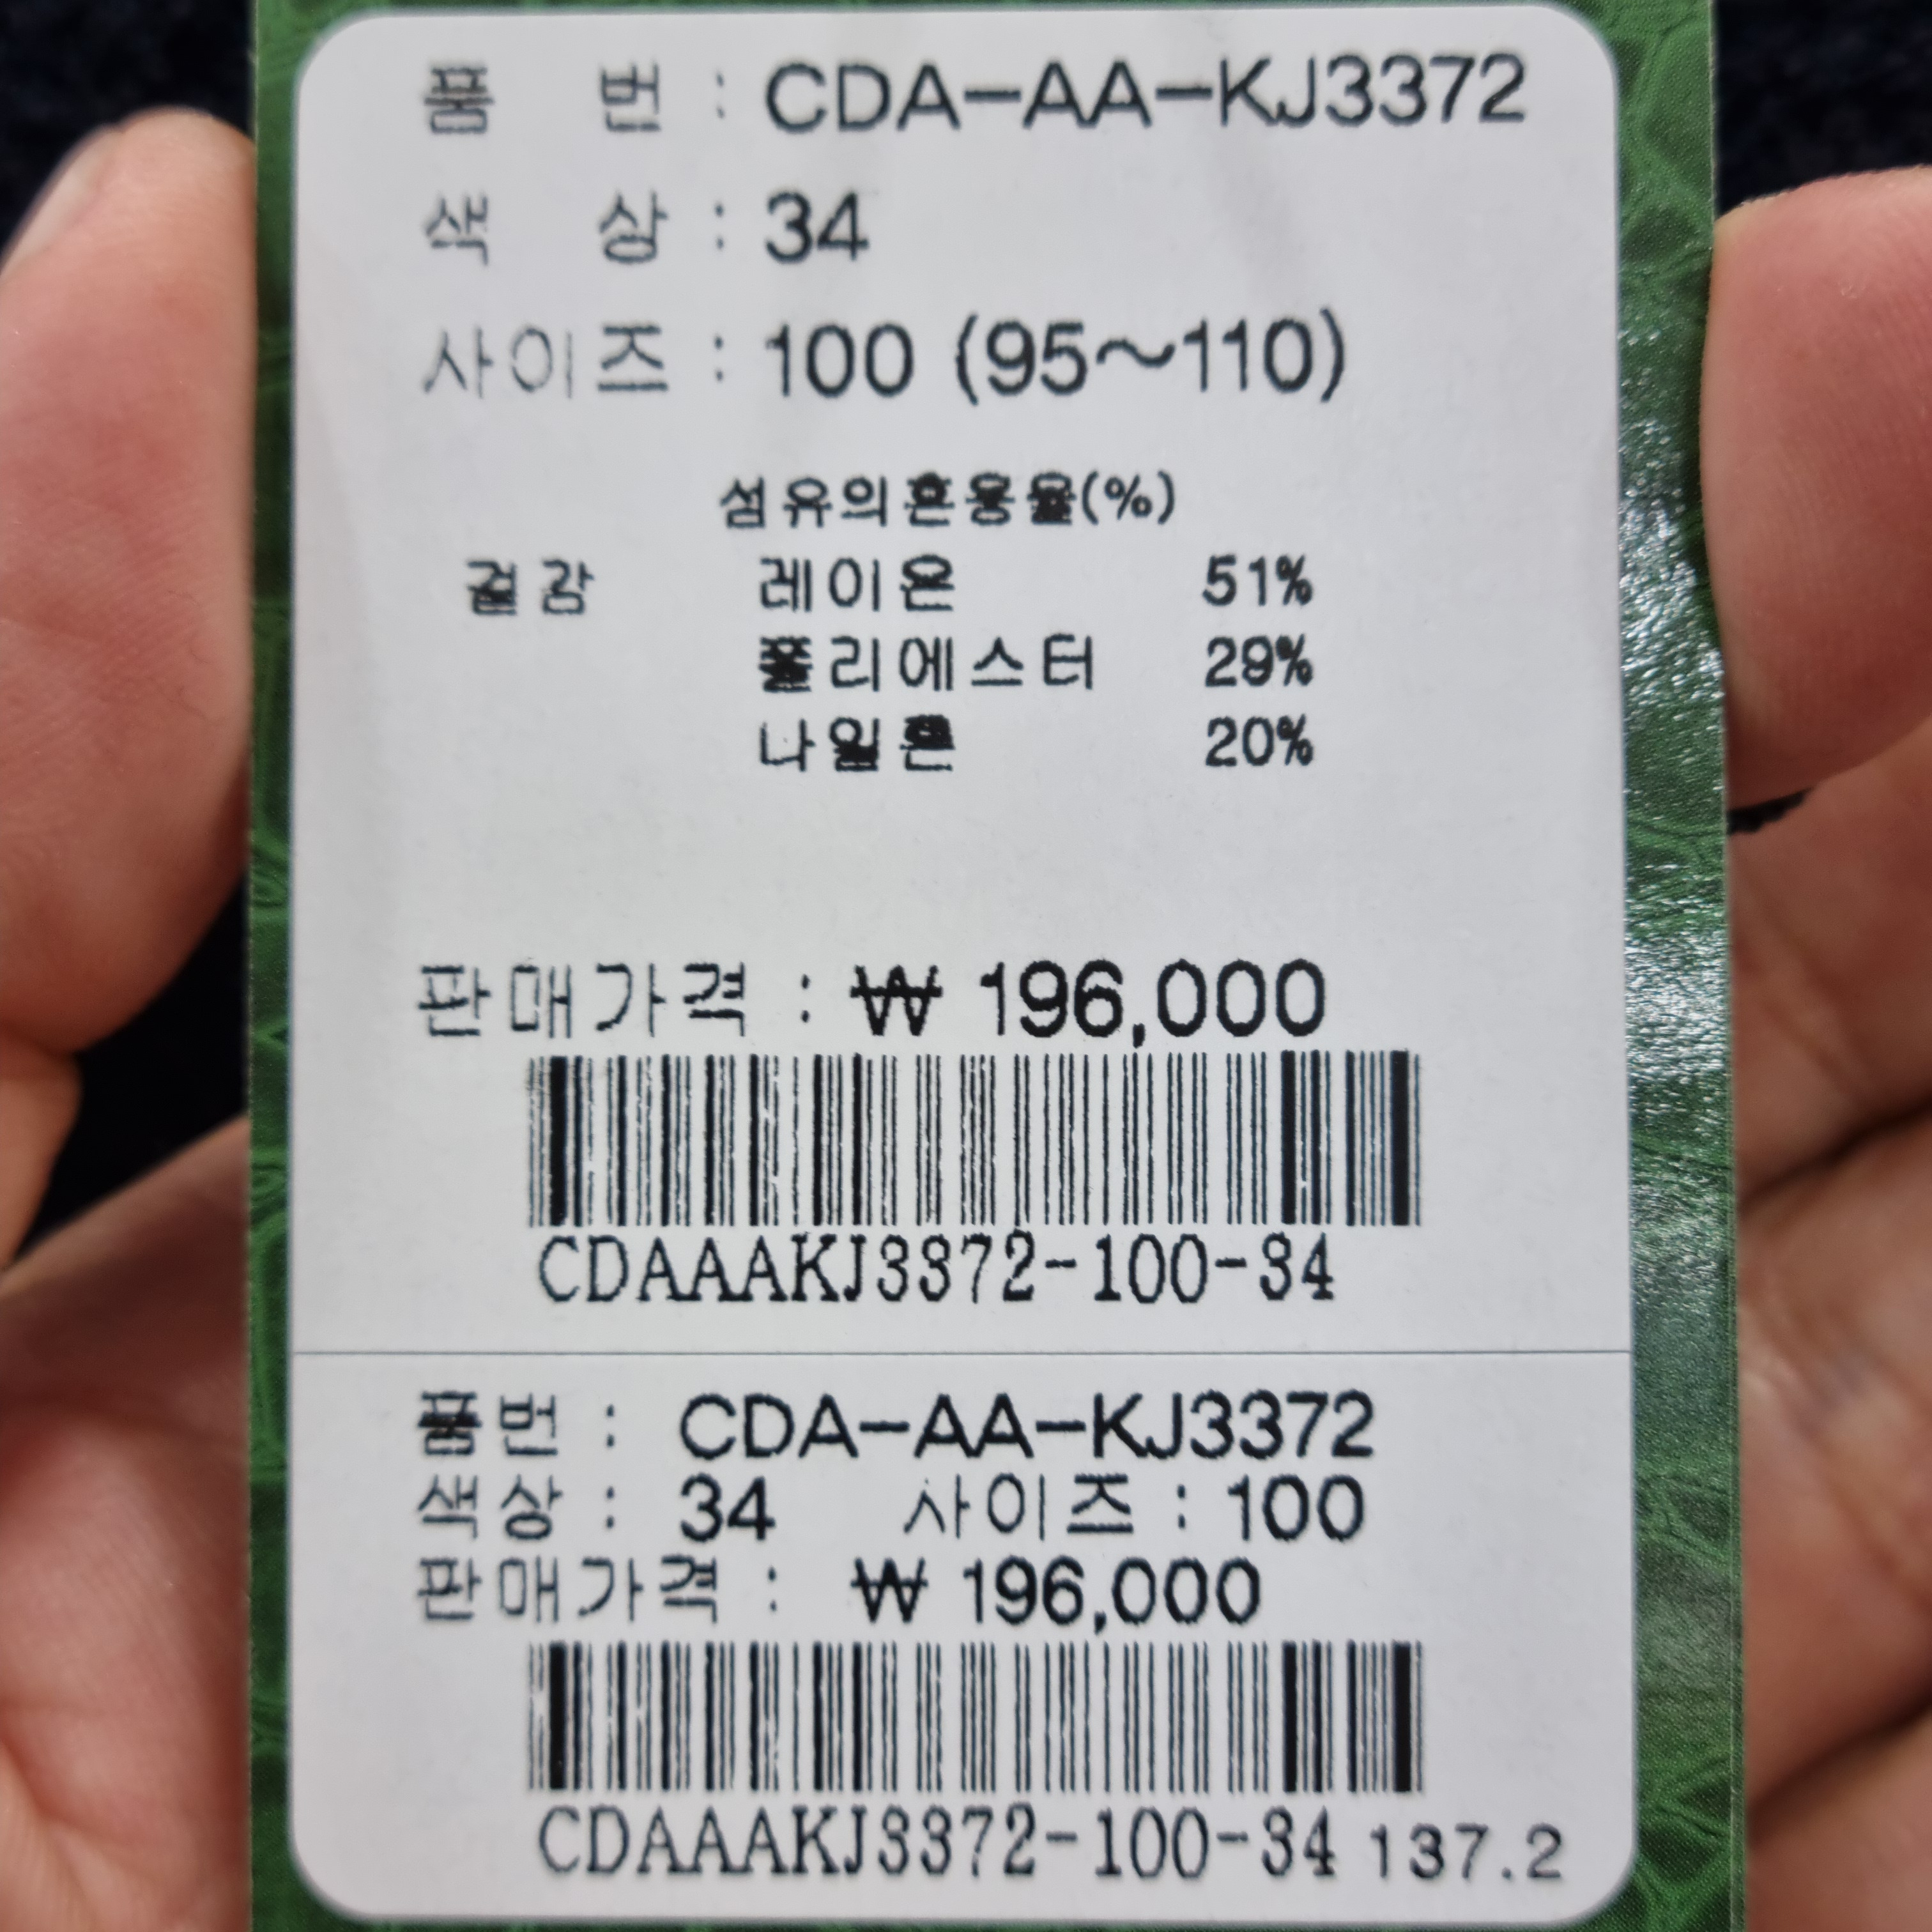 품 번 : CDA-AA-KJ3372
색 상 : 34
사이즈 : 100 (95~110)
섬유의혼용율(%)
겉감 레이온 51%
폴리에스터 29%
나일론 20%
판매가격 : ₩ 196,000
CDAAAKJ3372-100-34
품번 : CDA-AA-KJ3372
색상 : 34 사이즈 : 100
판매가격 : ₩ 196,000
CDAAAKJ3372-100-34 137.2